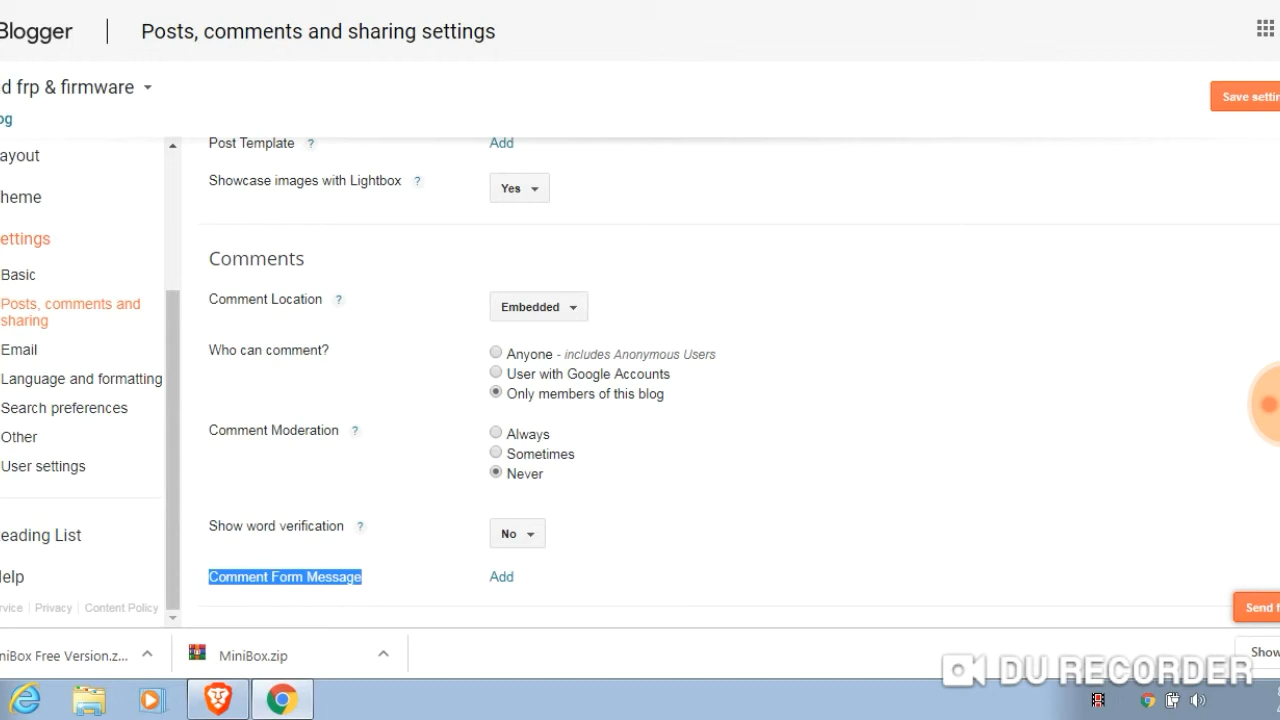 Blogger | Posts, comments and sharing settings
d frp & firmware
og
Save settin
ayout
heme
ettings
Basic
Posts, comments and
sharing
Email
Language and formatting
Search preferences
Other
User settings
eading List
elp
rvice | Privacy | Content Policy
Post Template ? Add
Showcase images with Lightbox ? Yes
Comments
Comment Location ? Embedded
Who can comment?
Anyone - includes Anonymous Users
User with Google Accounts
Only members of this blog
Comment Moderation ?
Always
Sometimes
Never
Show word verification ? No
Comment Form Message Add
Send f
niBox Free Version.z...
MiniBox.zip
Show
DU RECORDER